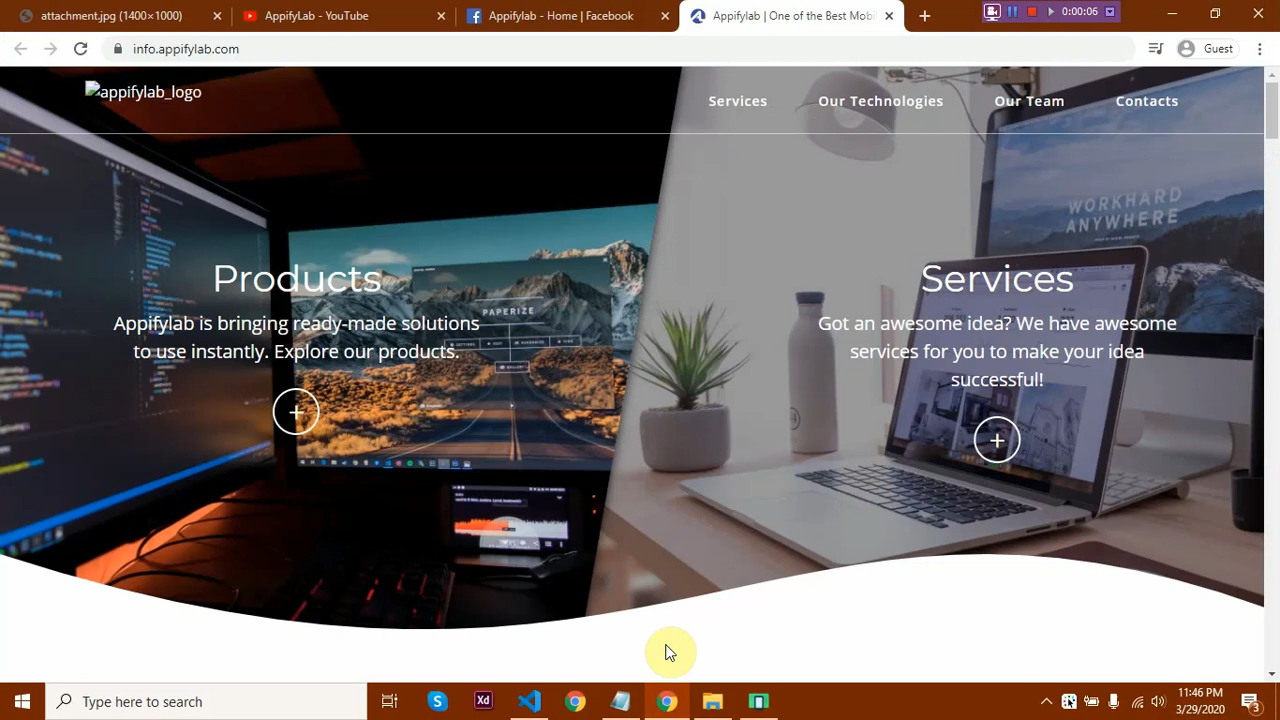 attachment.jpg (1400×1000)
AppifyLab - YouTube
Appifylab - Home | Facebook
Appifylab | One of the Best Mobi
0:00:06
info.appifylab.com
Guest
appifylab_logo
Services
Our Technologies
Our Team
Contacts
WORKHARD
ANYWHERE
PAPERIZE
Products
Appifylab is bringing ready-made solutions
to use instantly. Explore our products.
Services
Got an awesome idea? We have awesome
services for you to make your idea
successful!
Type here to search
11:46 PM
3/29/2020
3